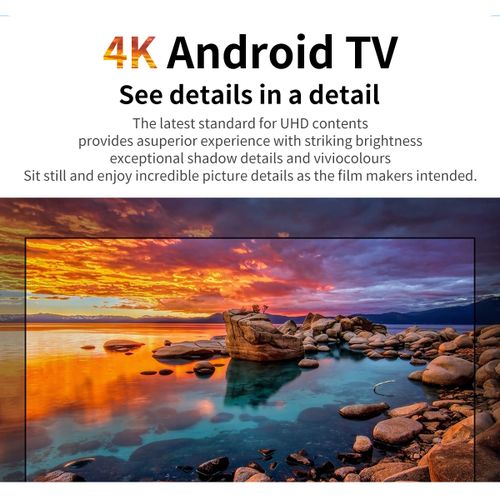 4K Android TV
See details in a detail
The latest standard for UHD contents
provides asuperior experience with striking brightness
exceptional shadow details and viviocolours
Sit still and enjoy incredible picture details as the film makers intended.